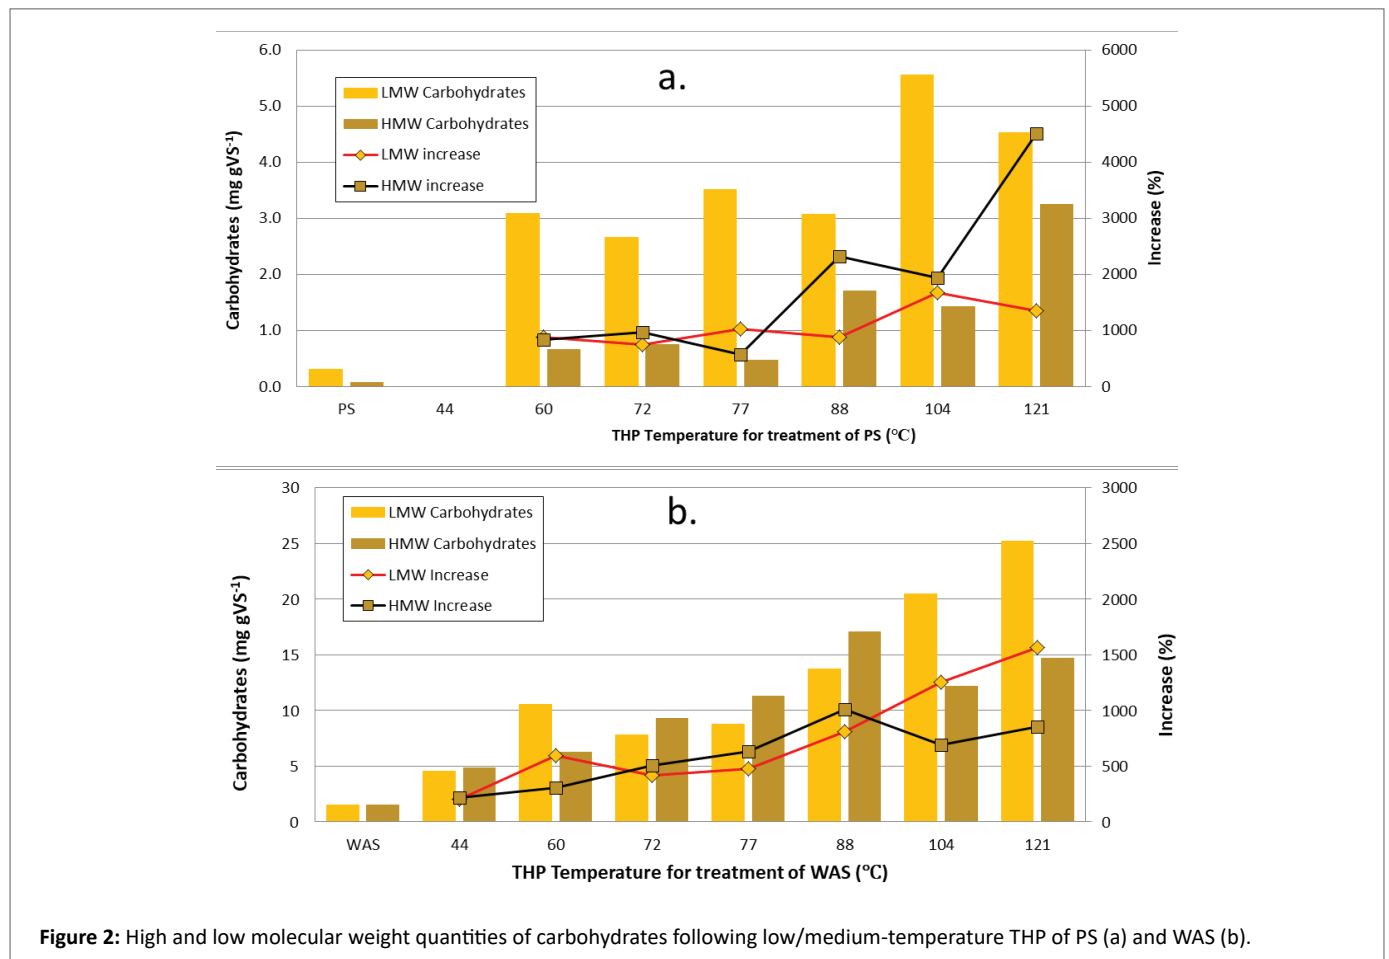 a.
6.0
5.0
4.0
3.0
2.0
1.0
0.0
6000
5000
4000
3000
2000
1000
0
LMW Carbohydrates
HMW Carbohydrates
LMW increase
HMW increase
Carbohydrates (mg gVS-1)
Increase (%)
PS 44 60 72 77 88 104 121
THP Temperature for treatment of PS (°C)
b.
30
25
20
15
10
5
0
3000
2500
2000
1500
1000
500
0
LMW Carbohydrates
HMW Carbohydrates
LMW Increase
HMW Increase
Carbohydrates (mg gVS-1)
Increase (%)
WAS 44 60 72 77 88 104 121
THP Temperature for treatment of WAS (°C)
Figure 2: High and low molecular weight quantities of carbohydrates following low/medium-temperature THP of PS (a) and WAS (b).